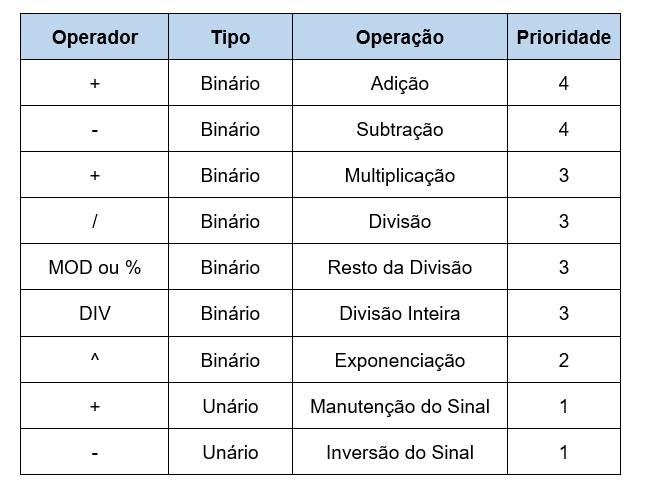 Operador Tipo Operação Prioridade
+ Binário Adição 4
- Binário Subtração 4
+ Binário Multiplicação 3
/ Binário Divisão 3
MOD ou % Binário Resto da Divisão 3
DIV Binário Divisão Inteira 3
^ Binário Exponenciação 2
+ Unário Manutenção do Sinal 1
- Unário Inversão do Sinal 1